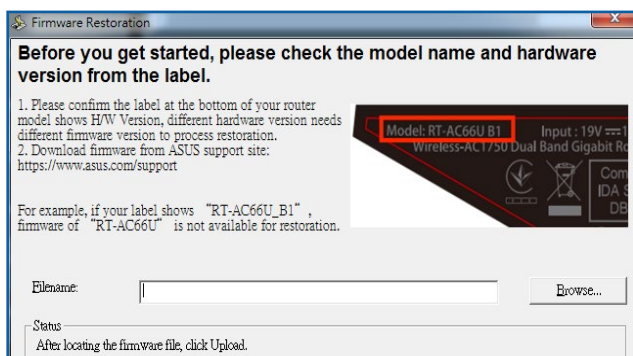 Firmware Restoration
Before you get started, please check the model name and hardware
version from the label.
1. Please confirm the label at the bottom of your router
model shows H/W Version, different hardware version needs
different firmware version to process restoration.
2. Download firmware from ASUS support site:
https://www.asus.com/support
For example, if your label shows “RT-AC66U_B1” ,
firmware of “RT-AC66U” is not available for restoration.
Model: RT-AC66U B1 Input : 19V
Wireless-AC1750 Dual Band Gigabit
Com
IDA S
DB
Filename:
Browse...
Status
After locating the firmware file, click Upload.